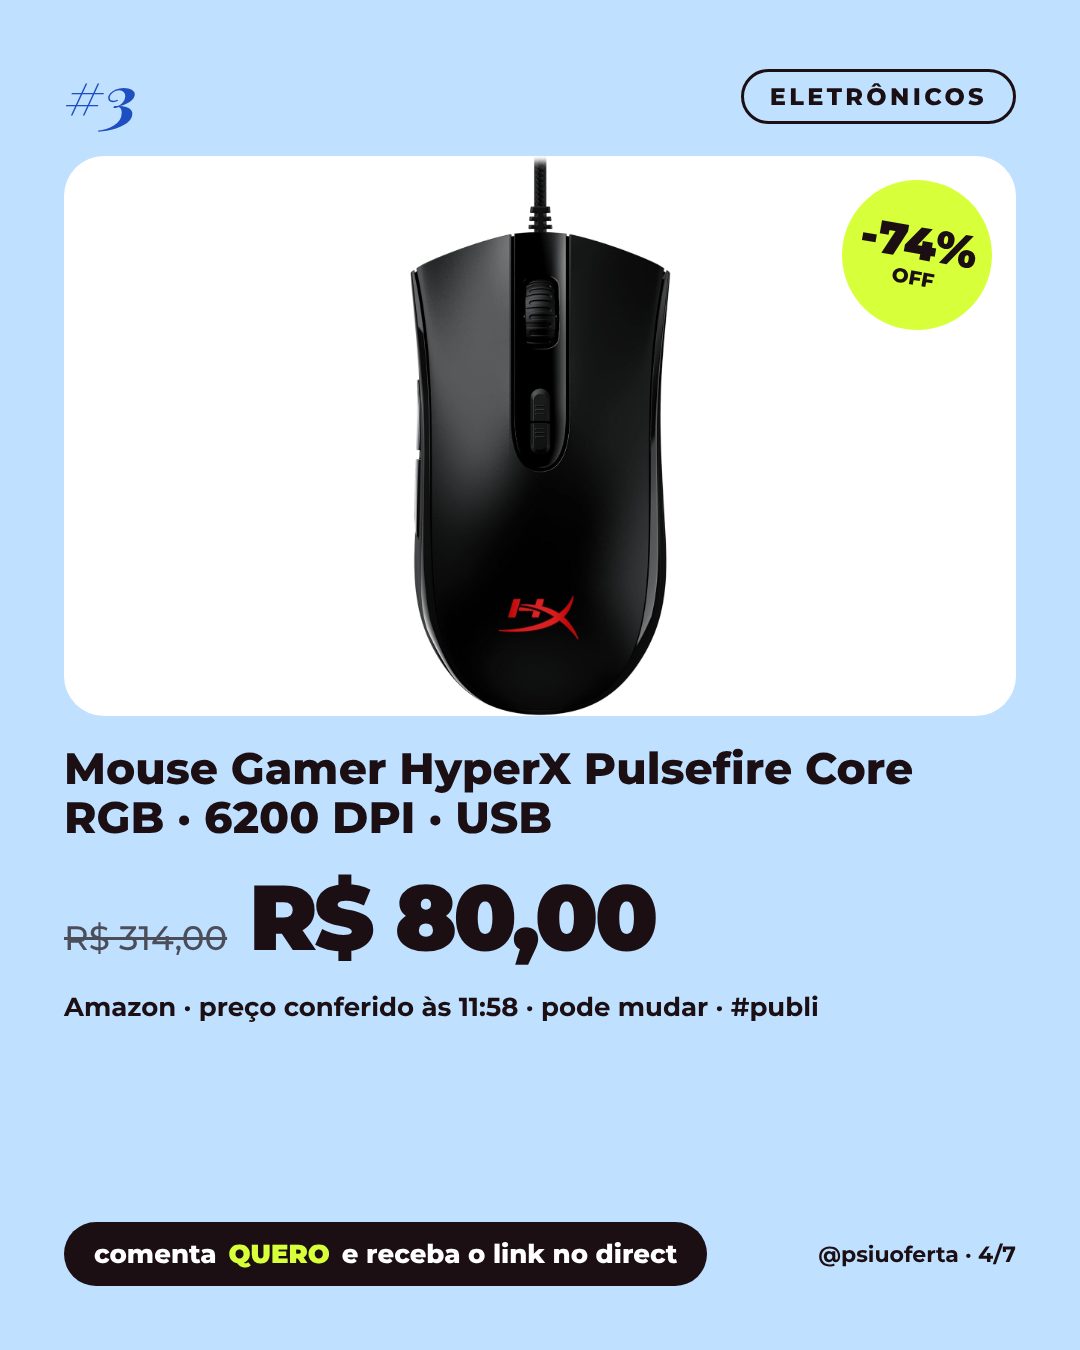 #3
ELETRÔNICOS
-74%
OFF
HX
Mouse Gamer HyperX Pulsefire Core
RGB · 6200 DPI · USB
R$ 314,00 R$ 80,00
Amazon · preço conferido às 11:58 · pode mudar · #publi
comenta QUERO e receba o link no direct
@psiuoferta · 4/7